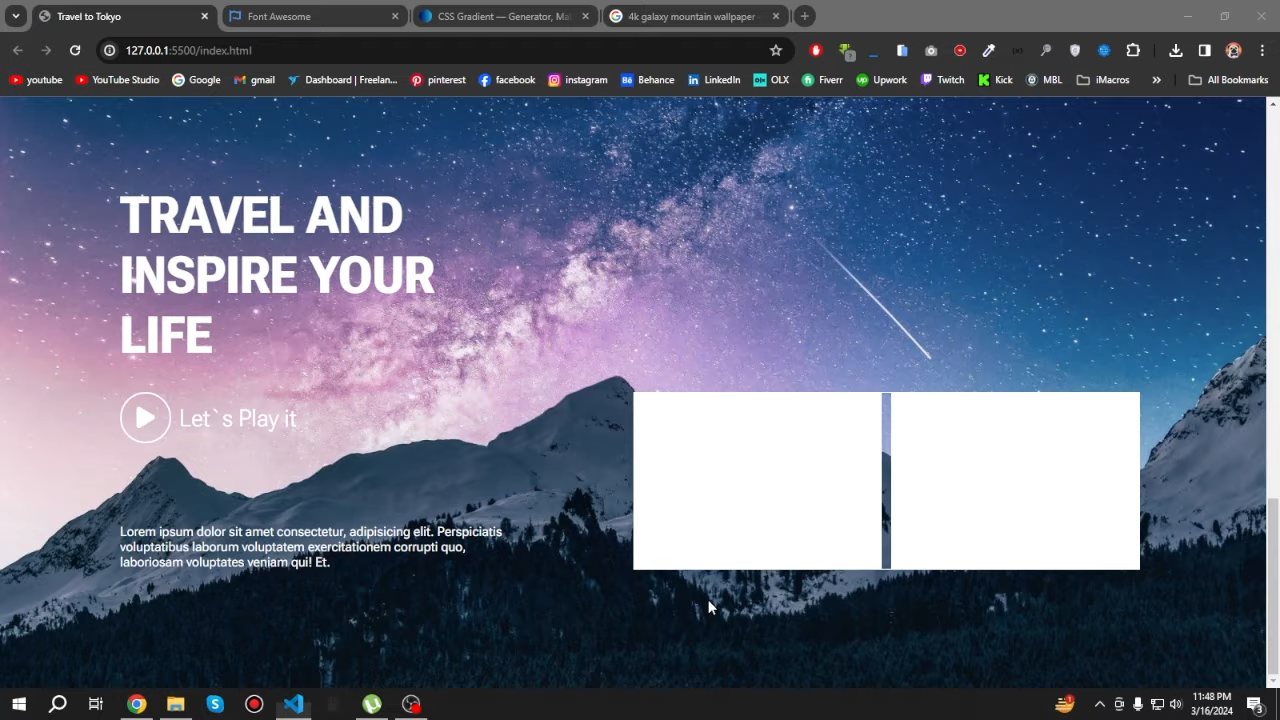 Travel to Tokyo
Font Awesome
CSS Gradient — Generator, Ma
4k galaxy mountain wallpaper -
127.0.0.1:5500/index.html
youtube
YouTube Studio
Google
gmail
Dashboard | Freelan...
pinterest
facebook
instagram
Behance
LinkedIn
OLX
Fiverr
Upwork
Twitch
Kick
MBL
iMacros
All Bookmarks
TRAVEL AND
INSPIRE YOUR
LIFE
Let`s Play it
Lorem ipsum dolor sit amet consectetur, adipisicing elit. Perspiciatis
voluptatibus laborum voluptatem exercitationem corrupti quo,
laboriosam voluptates veniam qui! Et.
11:48 PM
3/16/2024